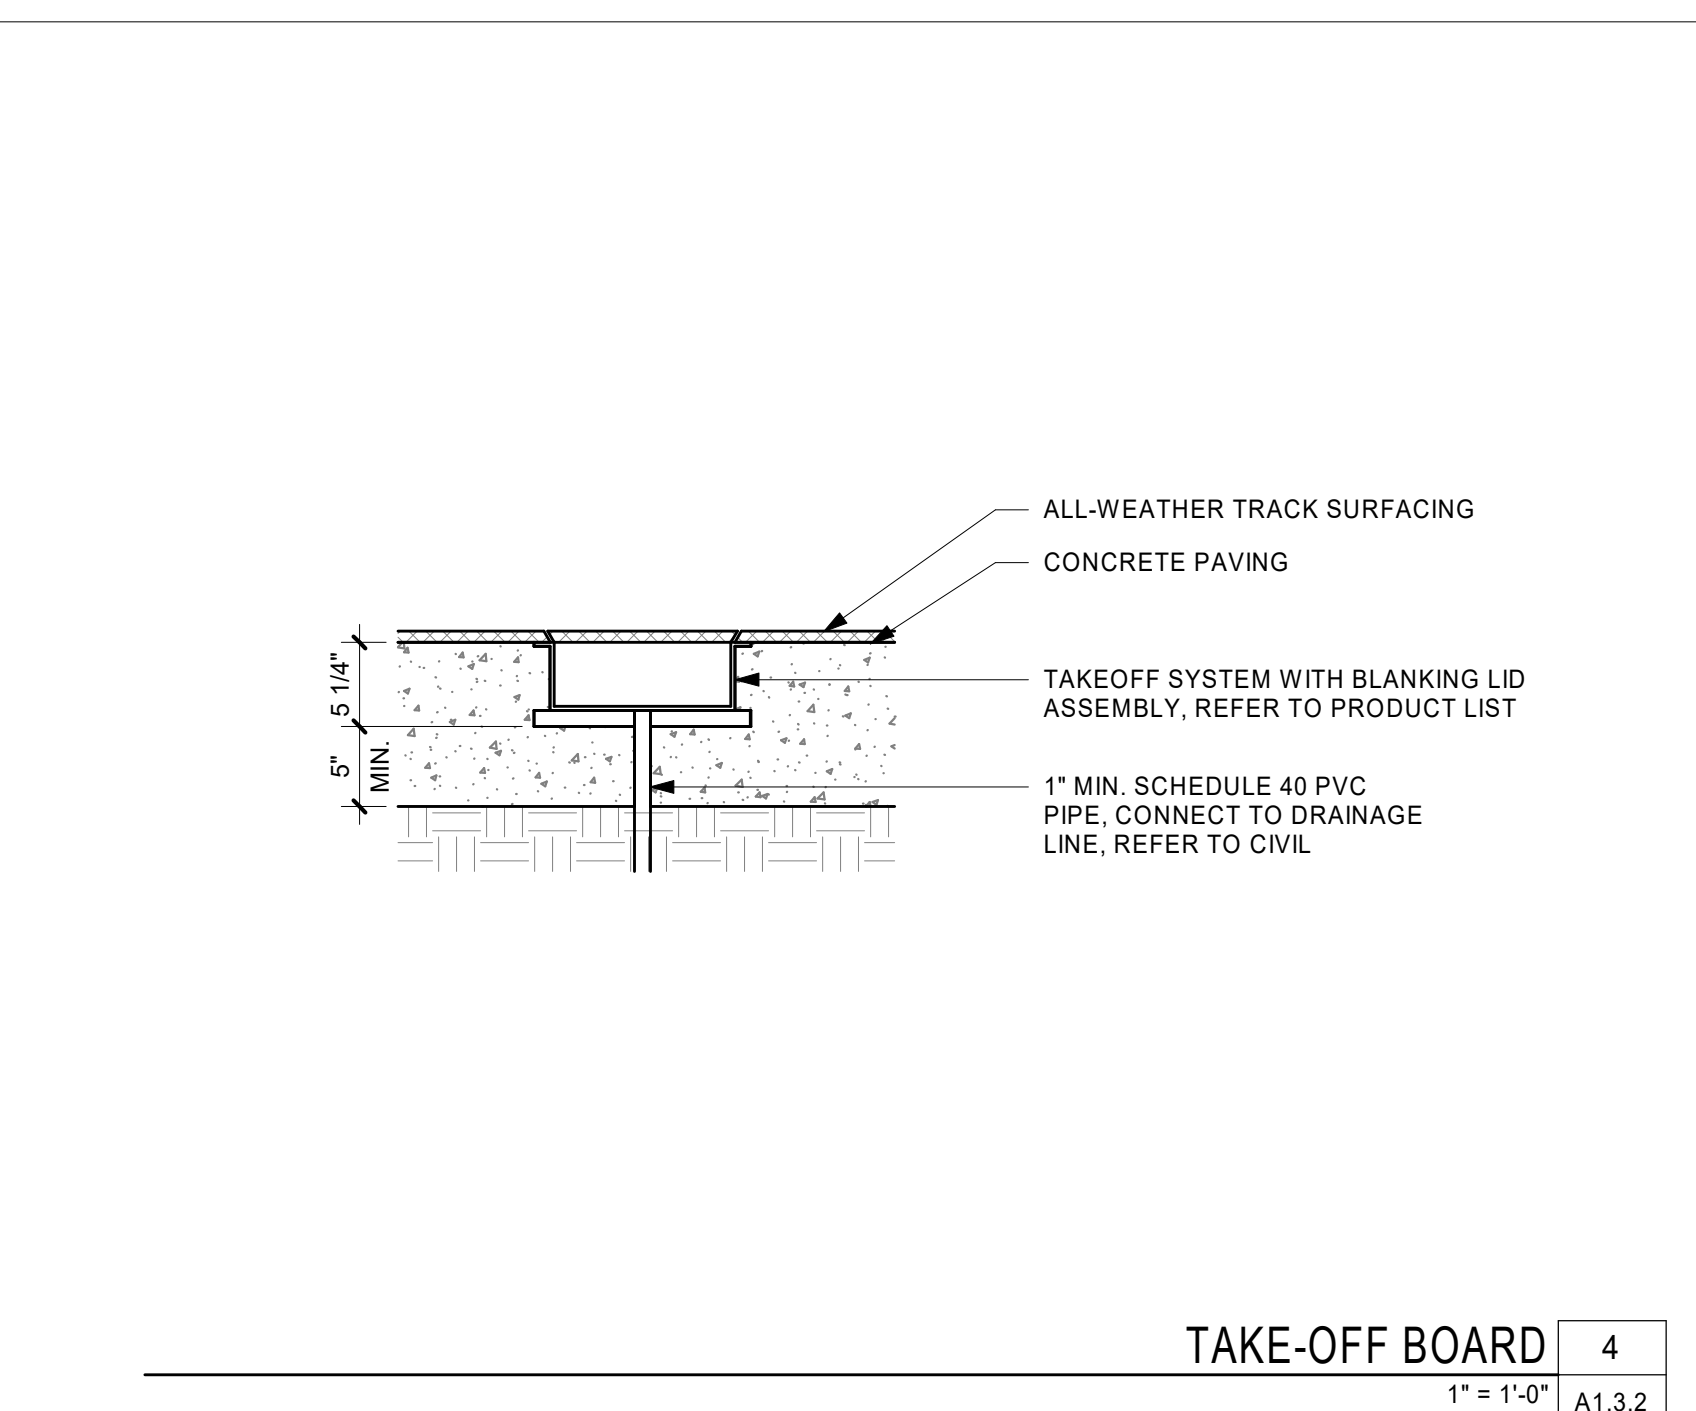 ALL-WEATHER TRACK SURFACING
CONCRETE PAVING
5 1/4"
TAKEOFF SYSTEM WITH BLANKING LID
ASSEMBLY, REFER TO PRODUCT LIST
5"
MIN.
1" MIN. SCHEDULE 40 PVC
PIPE, CONNECT TO DRAINAGE
LINE, REFER TO CIVIL
TAKE-OFF BOARD
4
1" = 1'-0"
A1.3.2